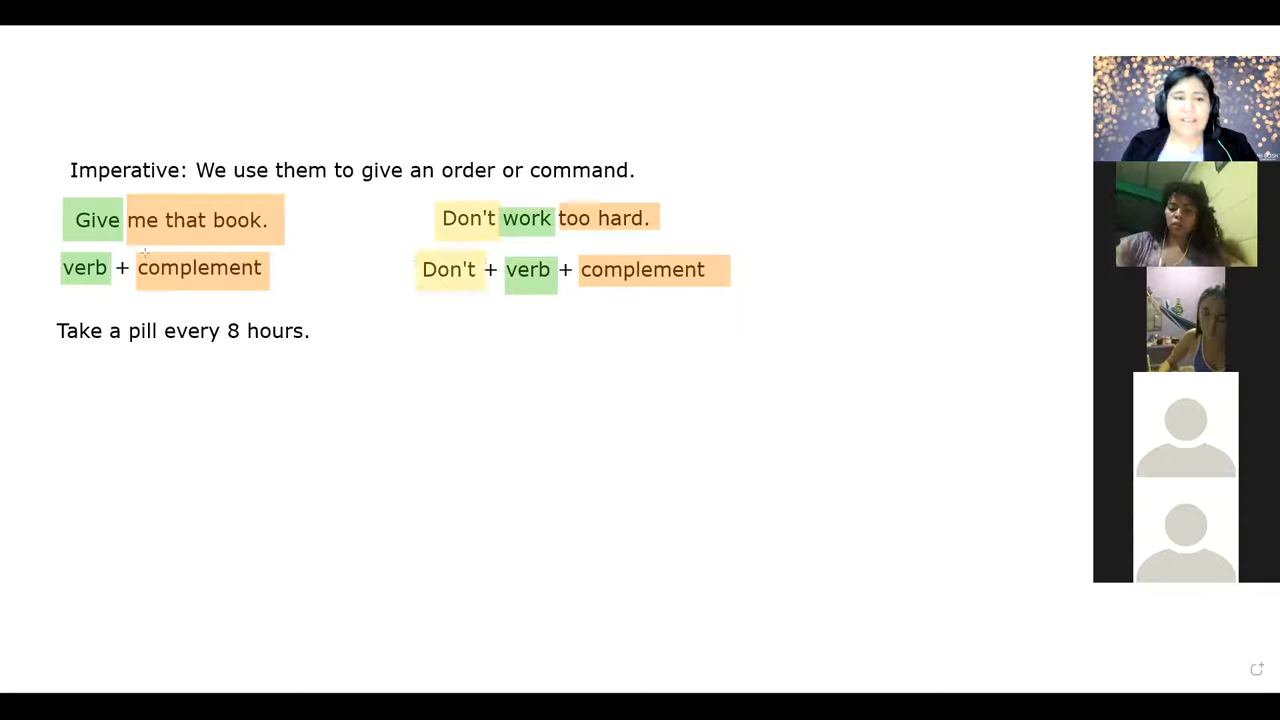 Imperative: We use them to give an order or command.
Give me that book.
verb + complement
Don't work too hard.
Don't + verb + complement
Take a pill every 8 hours.